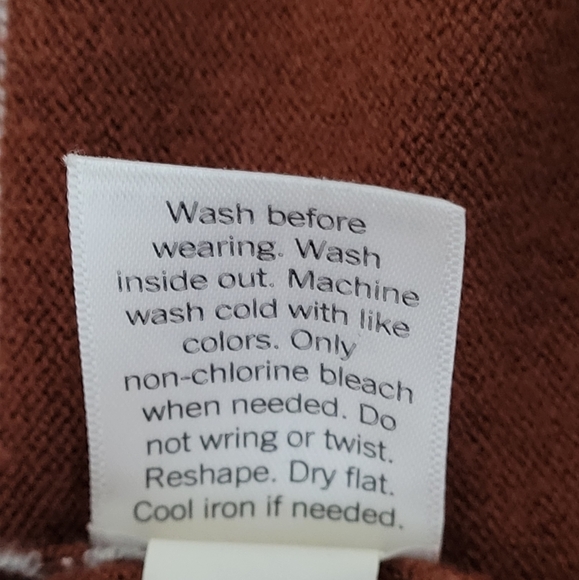 Wash before
wearing. Wash
inside out. Machine
wash cold with like
colors. Only
non-chlorine bleach
when needed. Do
not wring or twist.
Reshape. Dry flat.
Cool iron if needed.